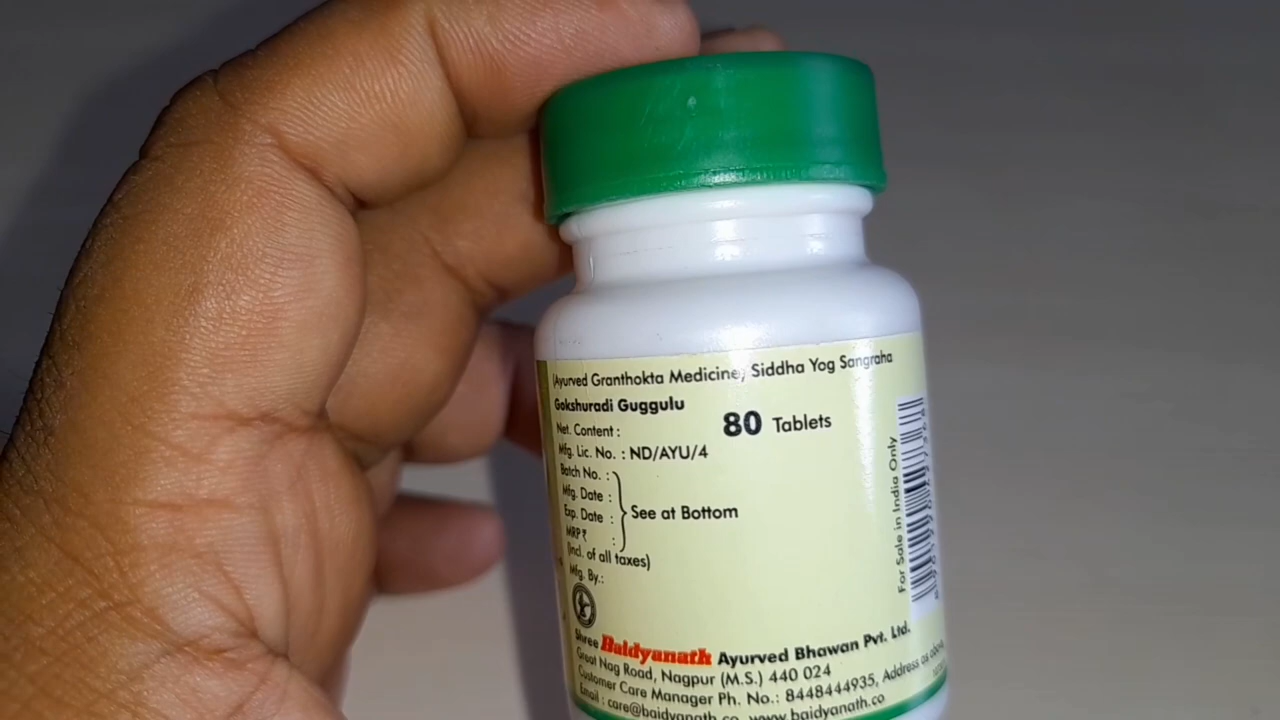 (Ayurved Granthokta Medicine) Siddha Yog Sangraha
Gokshuradi Guggulu
Net. Content : 80 Tablets
Mfg. Lic. No. : ND/AYU/4
Batch No. :
Mfg. Date :
Exp. Date :
MRP ₹ :
See at Bottom
(Incl. of all taxes)
Mfg. By.:
Shree Baidyanath Ayurved Bhawan Pvt. Ltd.
Great Nag Road, Nagpur (M.S.) 440 024
Customer Care Manager Ph. No.: 8448444935, Address as above,
Email : care@baidyanath.co, www.baidyanath.co
For Sale in India Only